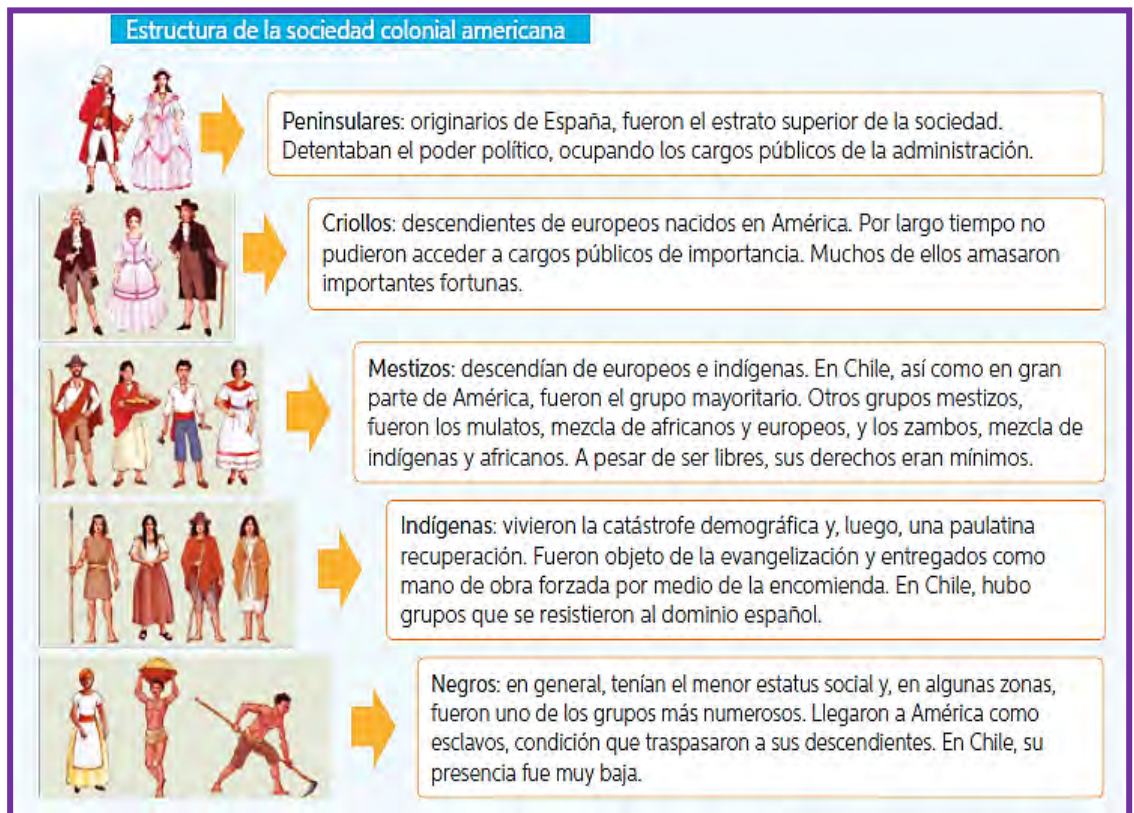 Estructura de la sociedad colonial americana
Peninsulares: originarios de España, fueron el estrato superior de la sociedad.
Detentaban el poder político, ocupando los cargos públicos de la administración.
Criollos: descendientes de europeos nacidos en América. Por largo tiempo no
pudieron acceder a cargos públicos de importancia. Muchos de ellos amasaron
importantes fortunas.
Mestizos: descendían de europeos e indígenas. En Chile, así como en gran
parte de América, fueron el grupo mayoritario. Otros grupos mestizos,
fueron los mulatos, mezcla de africanos y europeos, y los zambos, mezcla de
indígenas y africanos. A pesar de ser libres, sus derechos eran mínimos.
Indígenas: vivieron la catástrofe demográfica y, luego, una paulatina
recuperación. Fueron objeto de la evangelización y entregados como
mano de obra forzada por medio de la encomienda. En Chile, hubo
grupos que se resistieron al dominio español.
Negros: en general, tenían el menor estatus social y, en algunas zonas,
fueron uno de los grupos más numerosos. Llegaron a América como
esclavos, condición que traspasaron a sus descendientes. En Chile, su
presencia fue muy baja.